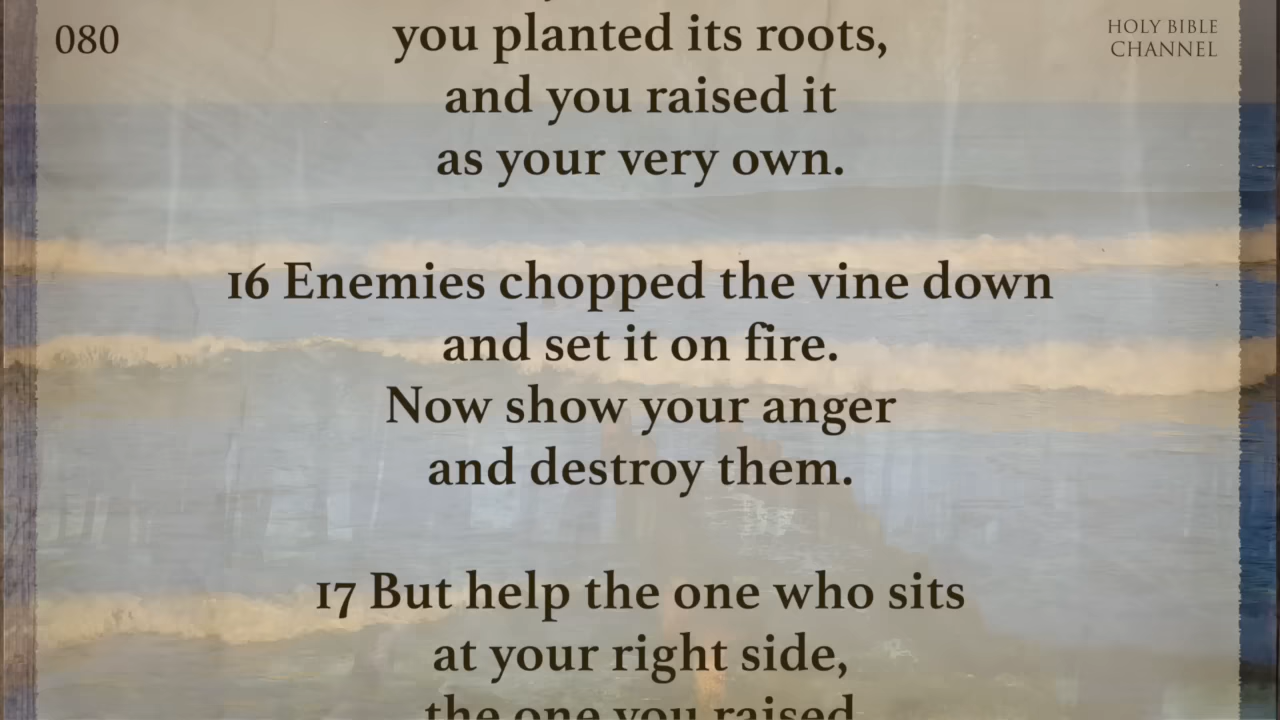 080
HOLY BIBLE
CHANNEL
you planted its roots,
and you raised it
as your very own.
16 Enemies chopped the vine down
and set it on fire.
Now show your anger
and destroy them.
17 But help the one who sits
at your right side,
the one you raised